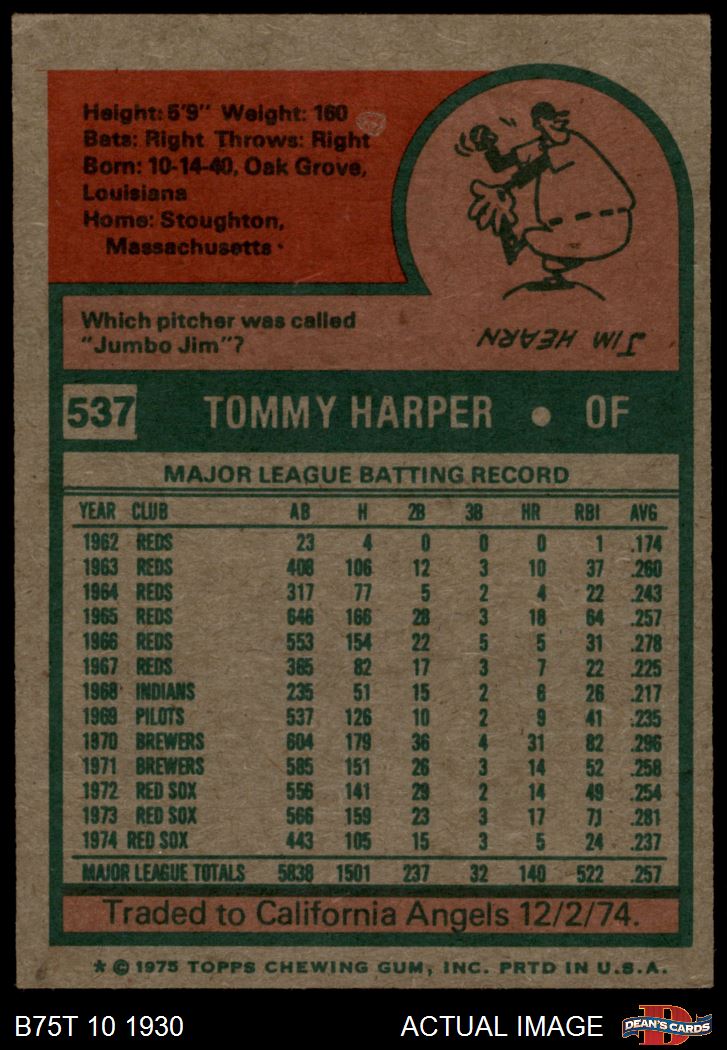 Height: 5'9" Weight: 160
Bats: Right Throws: Right
Born: 10-14-40, Oak Grove,
Louisiana
Home: Stoughton,
Massachusetts
Which pitcher was called
"Jumbo Jim"?
JIM HEARN
537 TOMMY HARPER • OF
MAJOR LEAGUE BATTING RECORD
YEAR CLUB AB H 2B 3B HR RBI AVG
1962 REDS 23 4 0 0 0 1 .174
1963 REDS 408 106 12 3 10 37 .260
1964 REDS 317 77 5 2 4 22 .243
1965 REDS 646 166 28 3 18 64 .257
1966 REDS 553 154 22 5 5 31 .278
1967 REDS 365 82 17 3 7 22 .225
1968 INDIANS 235 51 15 2 6 26 .217
1969 PILOTS 537 126 10 2 9 41 .235
1970 BREWERS 604 179 36 4 31 82 .296
1971 BREWERS 585 151 26 3 14 52 .258
1972 RED SOX 556 141 29 2 14 49 .254
1973 RED SOX 566 159 23 3 17 71 .281
1974 RED SOX 443 105 15 3 5 24 .237
MAJOR LEAGUE TOTALS 5838 1501 237 32 140 522 .257
Traded to California Angels 12/2/74.
* © 1975 TOPPS CHEWING GUM, INC. PRTD IN U.S.A.
B75T 10 1930 ACTUAL IMAGE D DEAN'S CARDS